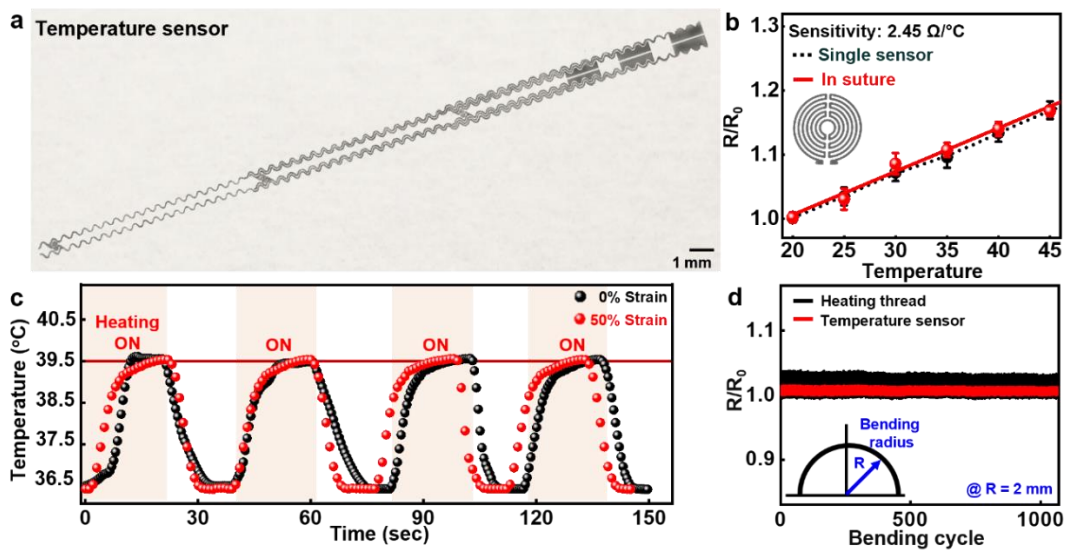 a
Temperature sensor
1 mm
b
1.3
1.2
1.1
1.0
R/R0
Sensitivity: 2.45 Ω/°C
Single sensor
In suture
20 25 30 35 40 45
Temperature
c
40.5
39.5
38.5
37.5
36.5
Temperature (°C)
Heating
ON
ON
ON
ON
0% Strain
50% Strain
0 30 60 90 120 150
Time (sec)
d
1.1
1.0
0.9
R/R0
Heating thread
Temperature sensor
Bending
radius
R
@ R = 2 mm
0 500 1000
Bending cycle